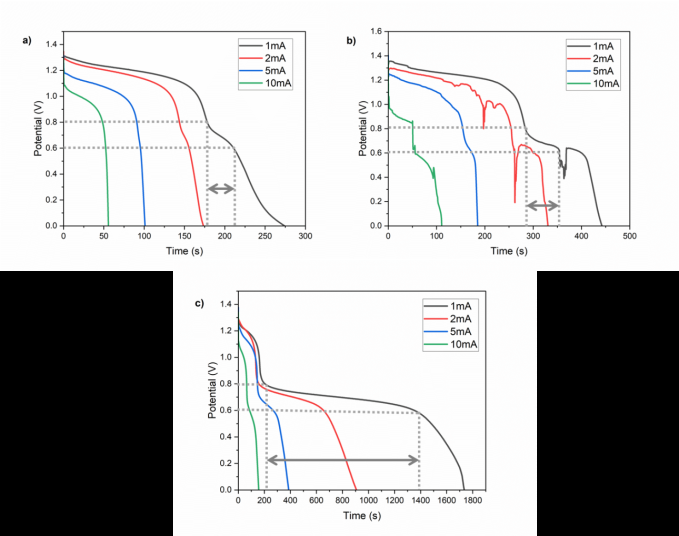 a)
Potential (V)
1.4
1.2
1.0
0.8
0.6
0.4
0.2
0.0
0
50
100
150
200
250
300
Time (s)
1mA
2mA
5mA
10mA
b)
Potential (V)
1.6
1.4
1.2
1.0
0.8
0.6
0.4
0.2
0.0
0
100
200
300
400
500
Time (s)
1mA
2mA
5mA
10mA
c)
Potential (V)
1.4
1.2
1.0
0.8
0.6
0.4
0.2
0.0
0
200
400
600
800
1000
1200
1400
1600
1800
Time (s)
1mA
2mA
5mA
10mA